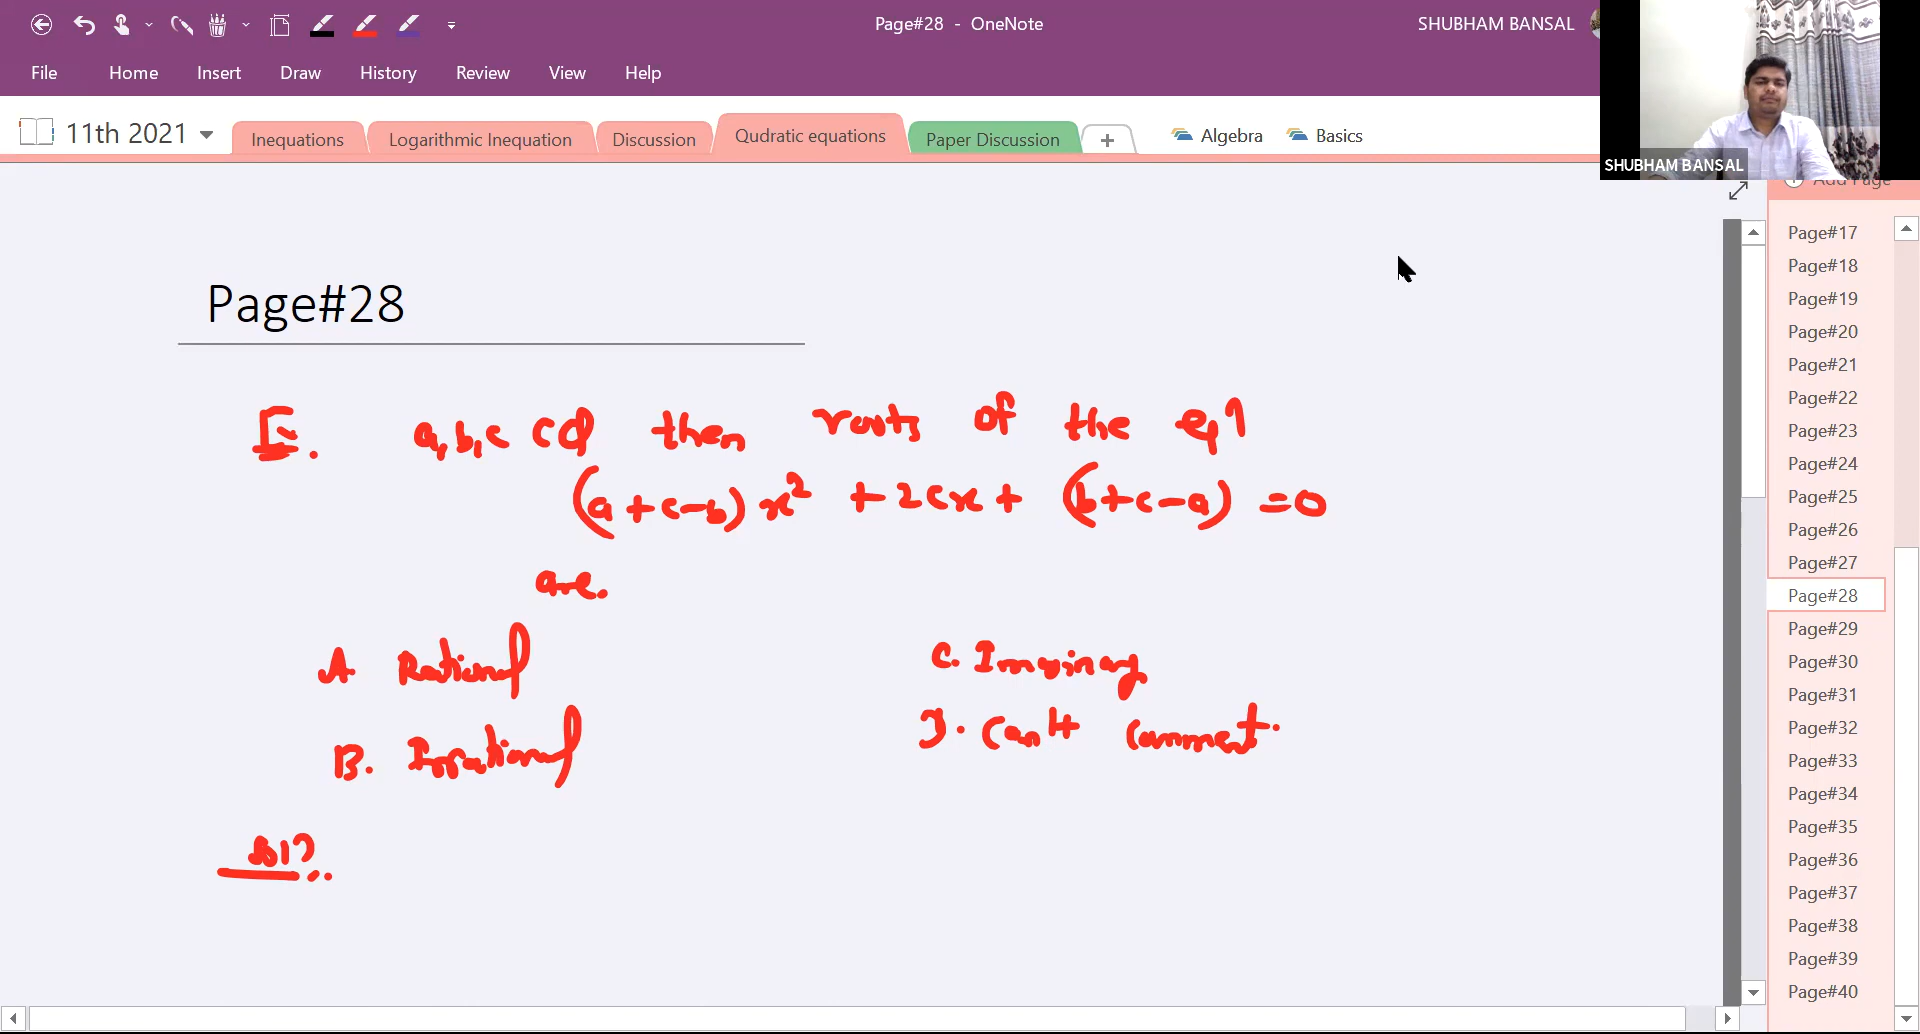 Page#28 - OneNote
SHUBHAM BANSAL
File Home Insert Draw History Review View Help
11th 2021
Inequations Logarithmic Inequation Discussion Qudratic equations Paper Discussion + Algebra Basics
SHUBHAM BANSAL
Add Page
Page#28
E. a,b,c then roots of the eqn
(a+c-b)x² + 2cx + (b+c-a) = 0
are.
A. Rational
B. Irrational
C. Imaginary
D. Can't comment.
Soln.
Page#17
Page#18
Page#19
Page#20
Page#21
Page#22
Page#23
Page#24
Page#25
Page#26
Page#27
Page#28
Page#29
Page#30
Page#31
Page#32
Page#33
Page#34
Page#35
Page#36
Page#37
Page#38
Page#39
Page#40